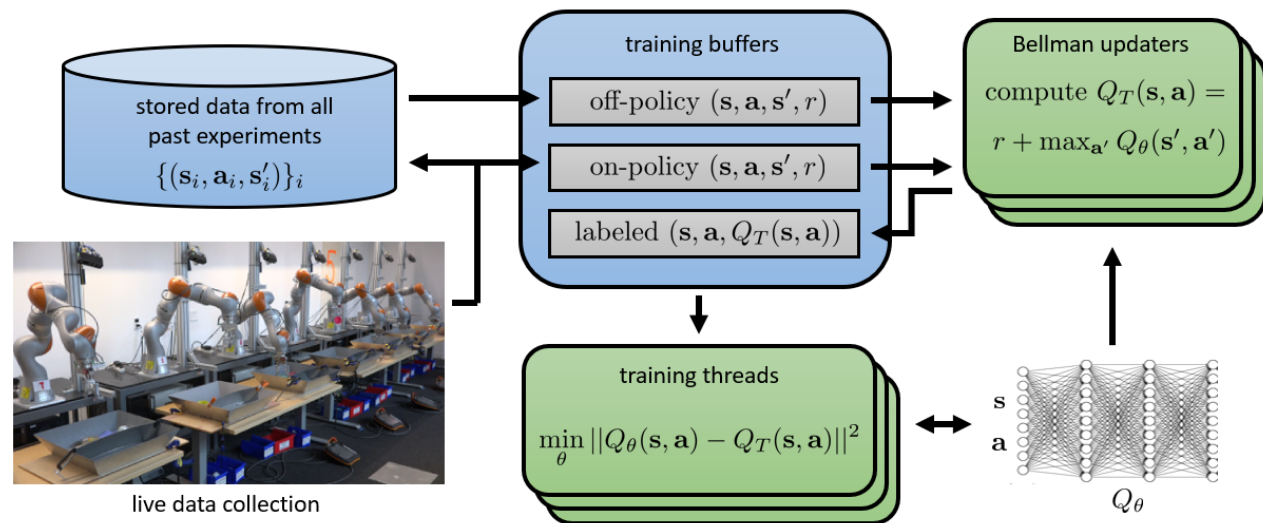 stored data from all
past experiments
{(s_i, a_i, s'_i)}_i
training buffers
off-policy (s, a, s', r)
on-policy (s, a, s', r)
labeled (s, a, Q_T(s, a))
Bellman updaters
compute Q_T(s, a) =
r + max_a' Q_θ(s', a')
live data collection
training threads
min_θ ||Q_θ(s, a) − Q_T(s, a)||²
s
a
Q_θ